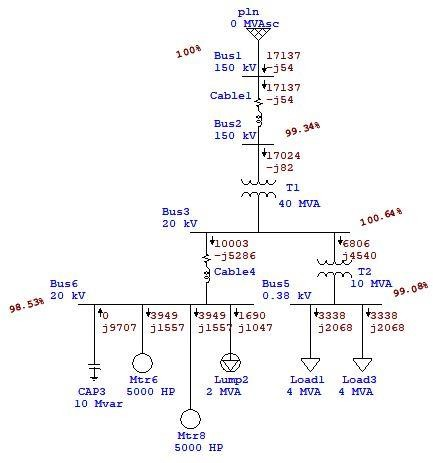 pln
0 MVAsc
100%
Bus1
150 kV
17137
-j54
17137
-j54
Cable1
Bus2
150 kV
99.34%
17024
-j82
T1
40 MVA
Bus3
20 kV
100.64%
10003
-j5286
6806
j4540
Cable4
T2
10 MVA
Bus6
20 kV
98.53%
Bus5
0.38 kV
99.08%
0
j9707
3949
j1557
3949
j1557
1690
j1047
3338
j2068
3338
j2068
CAP3
10 Mvar
Mtr6
5000 HP
Lump2
2 MVA
Load1
4 MVA
Load3
4 MVA
Mtr8
5000 HP